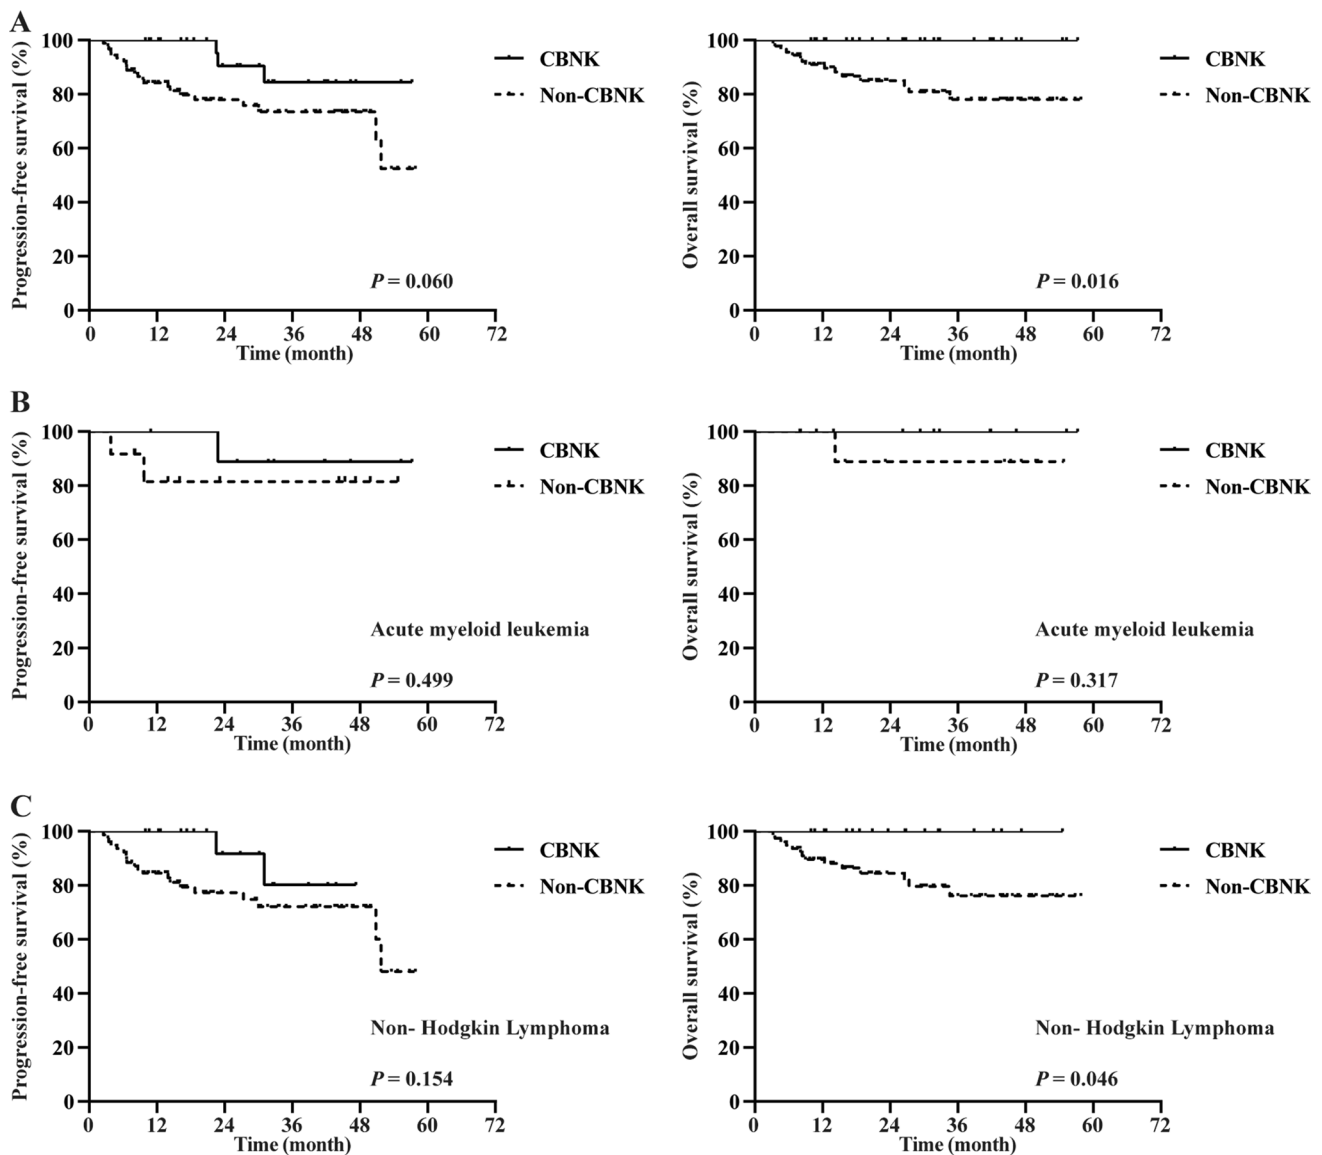 A
Progression-free survival (%)
100
80
60
40
20
0
0 12 24 36 48 60 72
Time (month)
CBNK
Non-CBNK
P = 0.060
Overall survival (%)
100
80
60
40
20
0
0 12 24 36 48 60 72
Time (month)
CBNK
Non-CBNK
P = 0.016
B
Progression-free survival (%)
100
80
60
40
20
0
0 12 24 36 48 60 72
Time (month)
CBNK
Non-CBNK
Acute myeloid leukemia
P = 0.499
Overall survival (%)
100
80
60
40
20
0
0 12 24 36 48 60 72
Time (month)
CBNK
Non-CBNK
Acute myeloid leukemia
P = 0.317
C
Progression-free survival (%)
100
80
60
40
20
0
0 12 24 36 48 60 72
Time (month)
CBNK
Non-CBNK
Non- Hodgkin Lymphoma
P = 0.154
Overall survival (%)
100
80
60
40
20
0
0 12 24 36 48 60 72
Time (month)
CBNK
Non-CBNK
Non- Hodgkin Lymphoma
P = 0.046